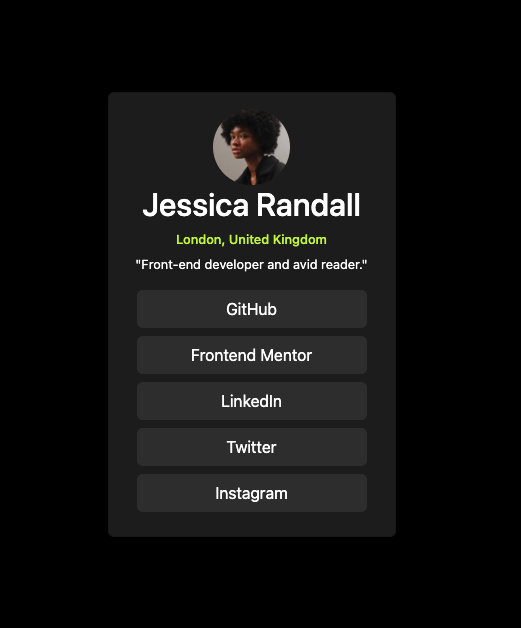 Jessica Randall
London, United Kingdom
"Front-end developer and avid reader."
GitHub
Frontend Mentor
LinkedIn
Twitter
Instagram